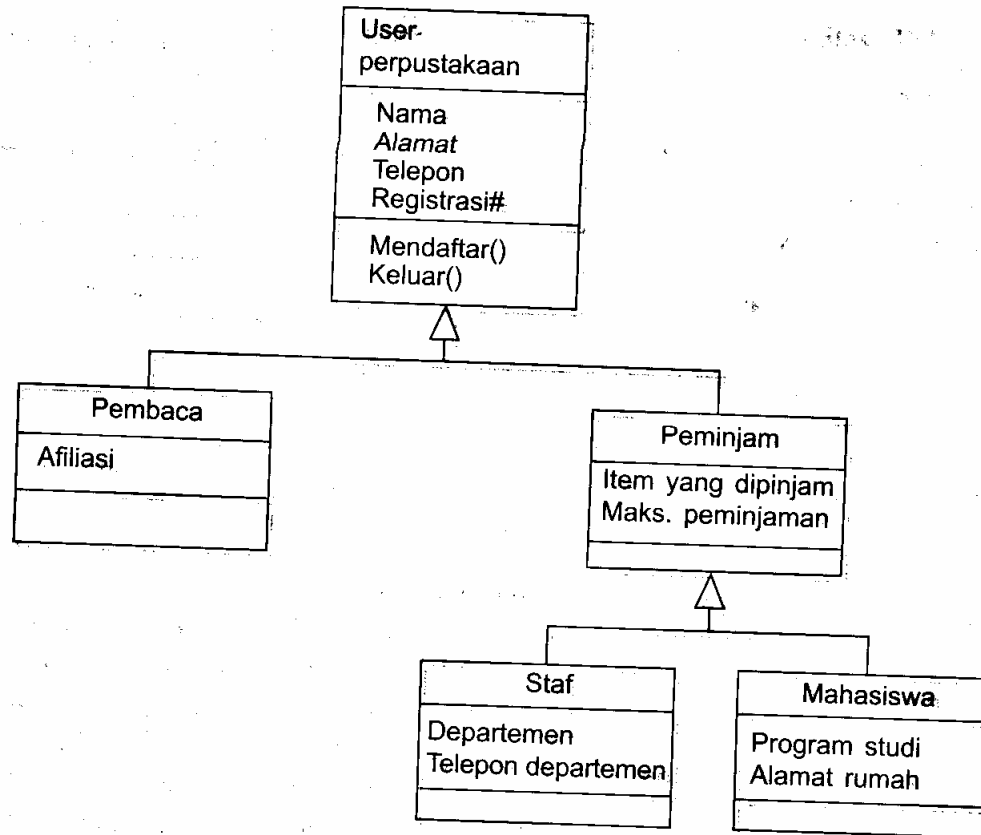 User
perpustakaan
Nama
Alamat
Telepon
Registrasi#
Mendaftar()
Keluar()
Pembaca
Afiliasi
Peminjam
Item yang dipinjam
Maks. peminjaman
Staf
Departemen
Telepon departemen
Mahasiswa
Program studi
Alamat rumah